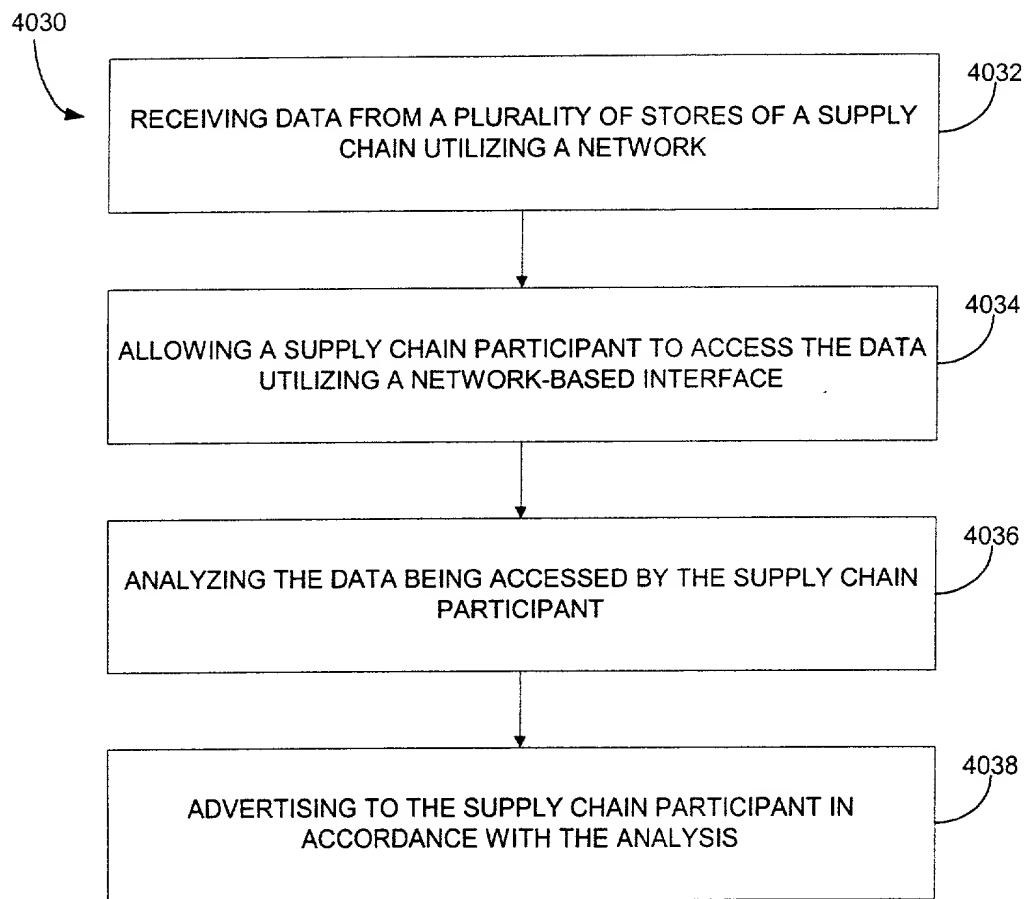 4030
4032
RECEIVING DATA FROM A PLURALITY OF STORES OF A SUPPLY
CHAIN UTILIZING A NETWORK
4034
ALLOWING A SUPPLY CHAIN PARTICIPANT TO ACCESS THE DATA
UTILIZING A NETWORK-BASED INTERFACE
4036
ANALYZING THE DATA BEING ACCESSED BY THE SUPPLY CHAIN
PARTICIPANT
4038
ADVERTISING TO THE SUPPLY CHAIN PARTICIPANT IN
ACCORDANCE WITH THE ANALYSIS